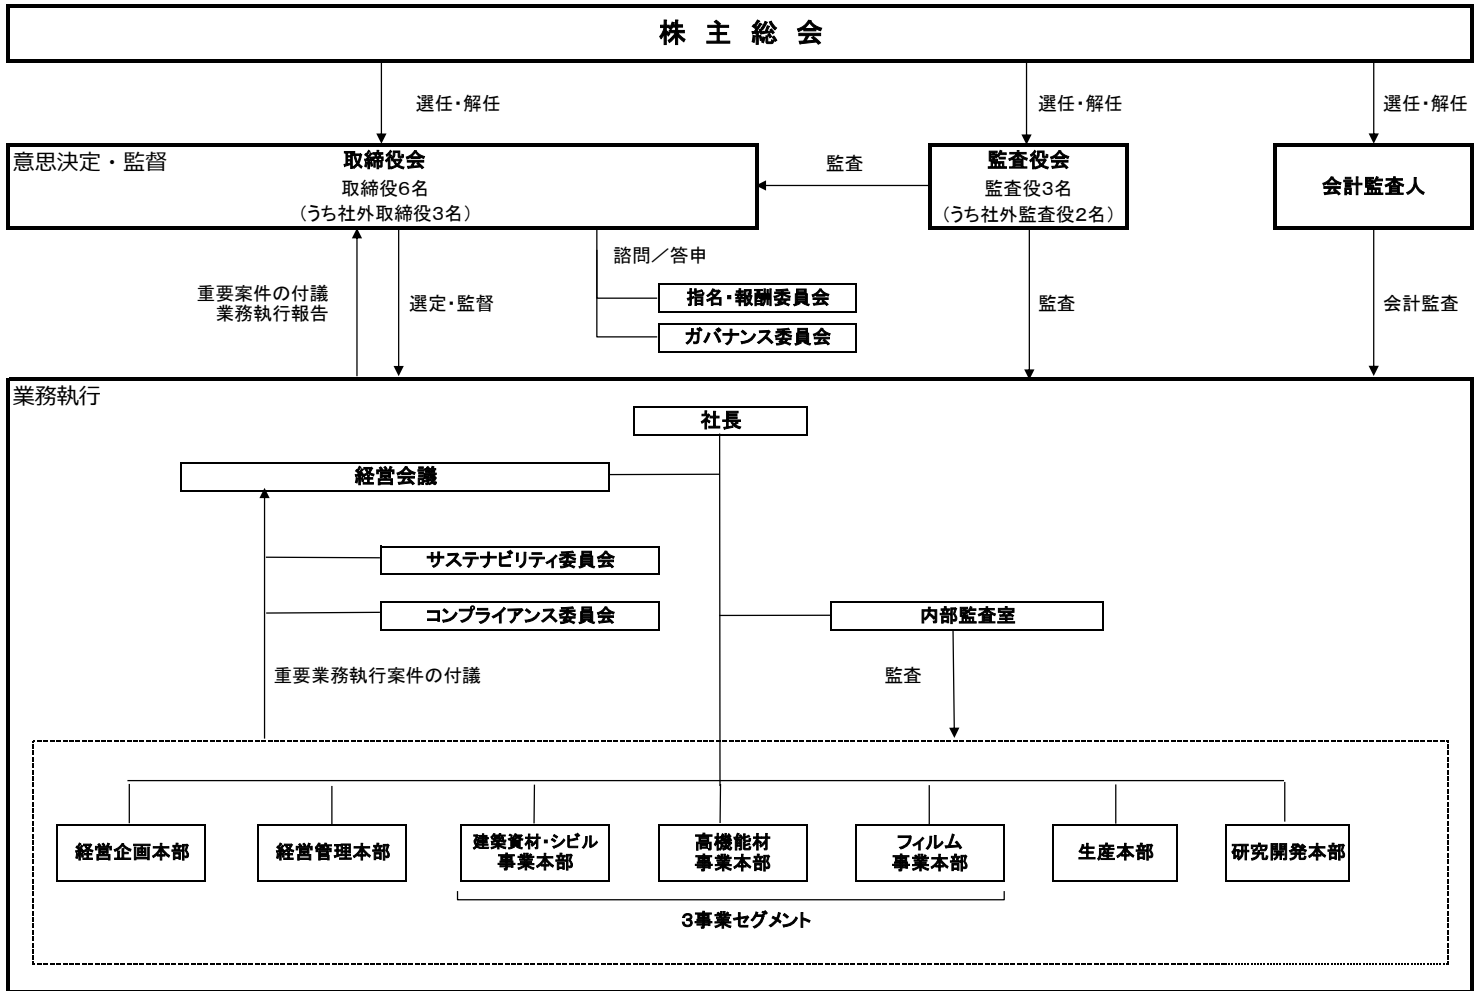 株 主 総 会
選任・解任
選任・解任
選任・解任
意思決定・監督
取締役会
取締役6名
（うち社外取締役3名）
監査
監査役会
監査役3名
（うち社外監査役2名）
会計監査人
諮問／答申
重要案件の付議
業務執行報告
選定・監督
指名・報酬委員会
ガバナンス委員会
監査
会計監査
業務執行
社長
経営会議
サステナビリティ委員会
コンプライアンス委員会
内部監査室
重要業務執行案件の付議
監査
経営企画本部
経営管理本部
建築資材・シビル
事業本部
高機能材
事業本部
フィルム
事業本部
生産本部
研究開発本部
3事業セグメント